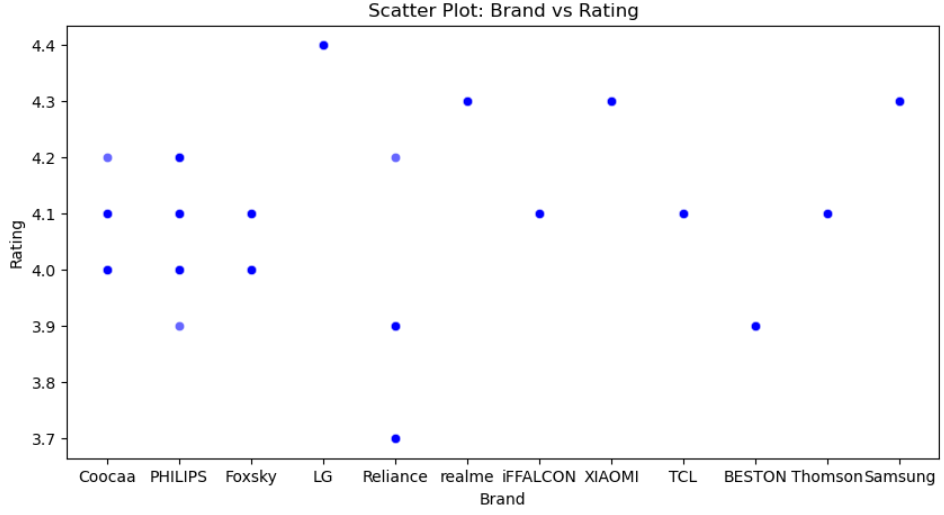 Scatter Plot: Brand vs Rating
Rating
4.4
4.3
4.2
4.1
4.0
3.9
3.8
3.7
Coocaa PHILIPS Foxsky LG Reliance realme iFFALCON XIAOMI TCL BESTON Thomson Samsung
Brand